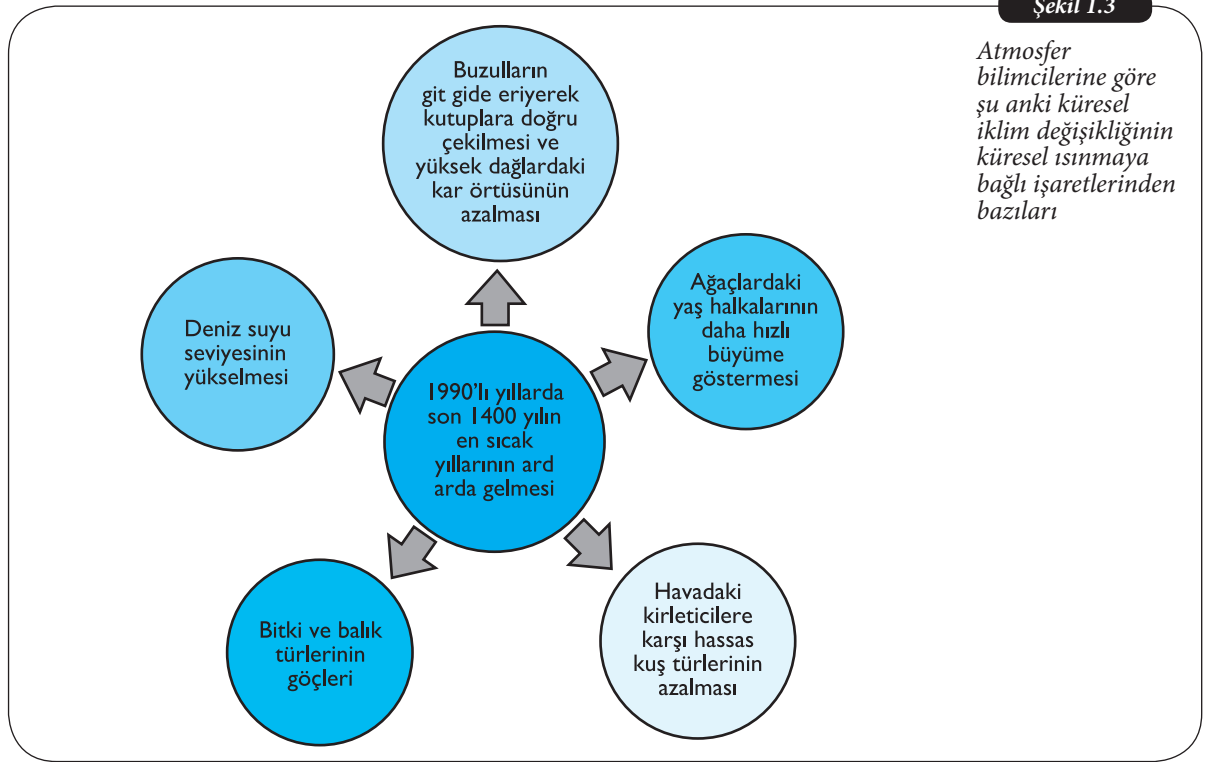 Şekil 1.3
Atmosfer
bilimcilerine göre
şu anki küresel
iklim değişikliğinin
küresel ısınmaya
bağlı işaretlerinden
bazıları
Buzulların
git gide eriyerek
kutuplara doğru
çekilmesi ve
yüksek dağlardaki
kar örtüsünün
azalması
Ağaçlardaki
yaş halkalarının
daha hızlı
büyüme
göstermesi
Deniz suyu
seviyesinin
yükselmesi
1990'lı yıllarda
son 1400 yılın
en sıcak
yıllarının ard
arda gelmesi
Bitki ve balık
türlerinin
göçleri
Havadaki
kirleticilere
karşı hassas
kuş türlerinin
azalması